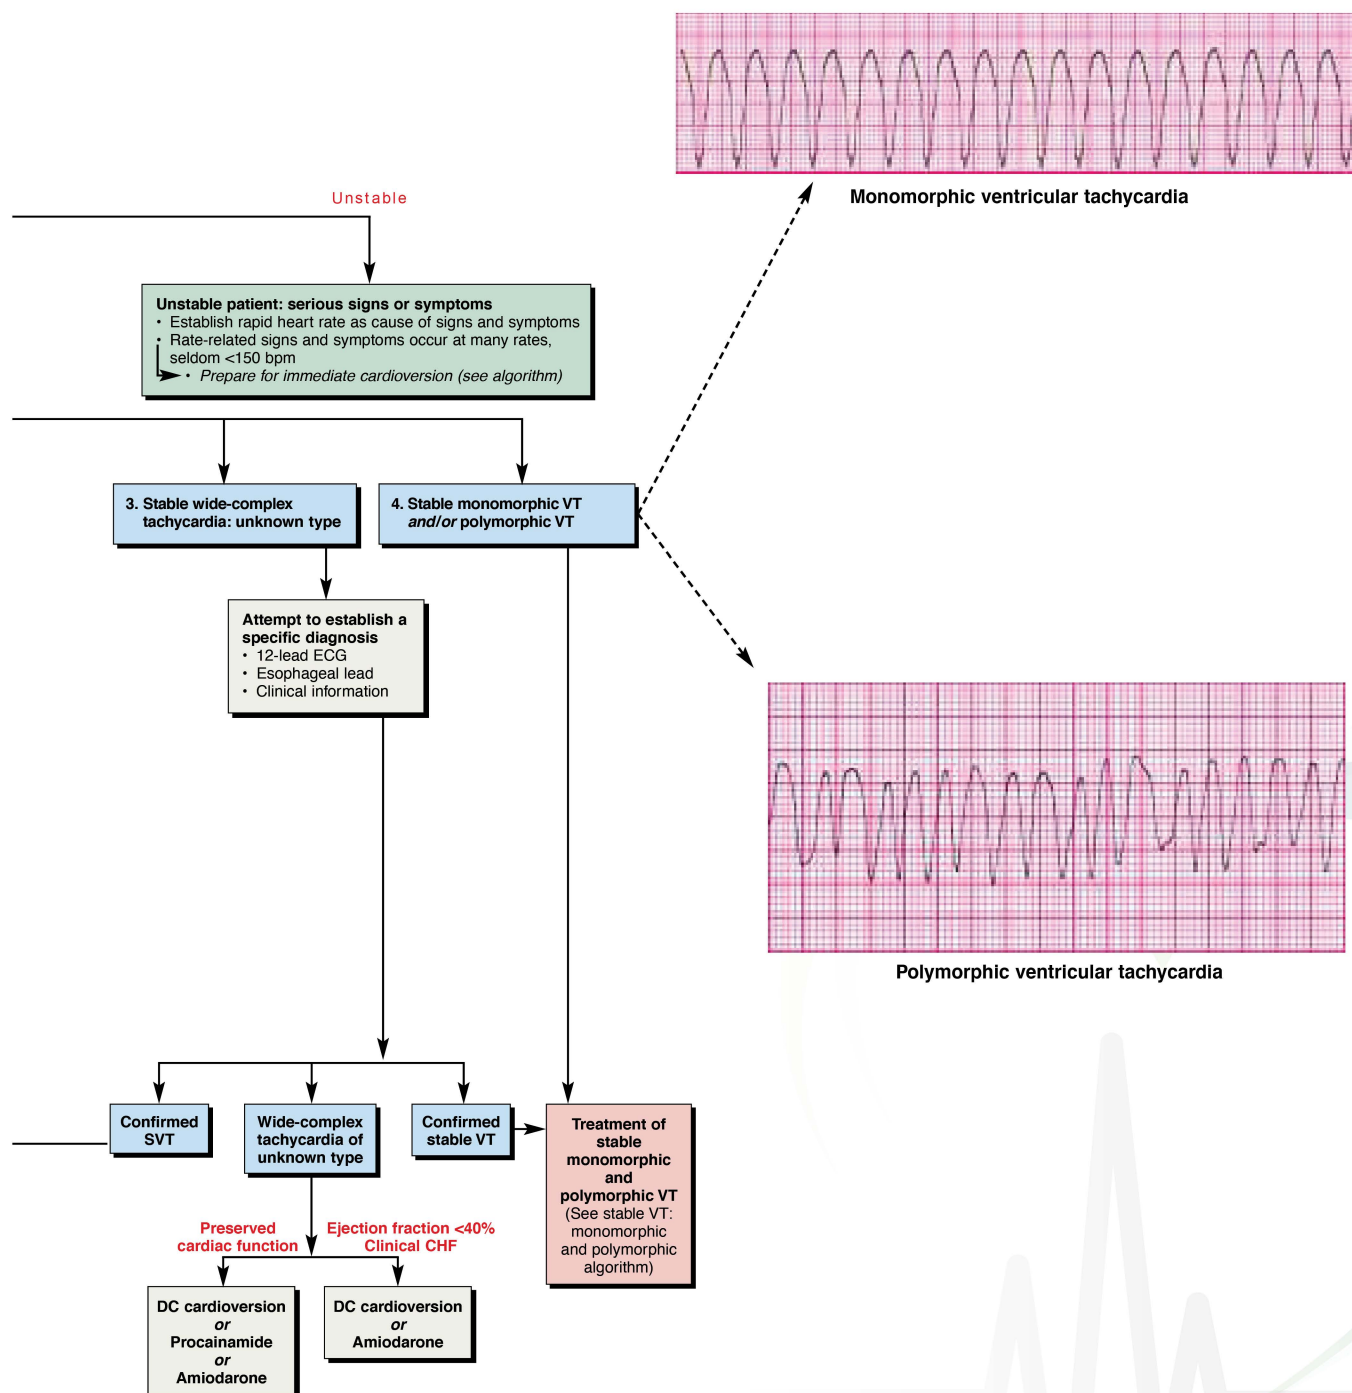 Monomorphic ventricular tachycardia
Unstable
Unstable patient: serious signs or symptoms
• Establish rapid heart rate as cause of signs and symptoms
• Rate-related signs and symptoms occur at many rates,
seldom <150 bpm
• Prepare for immediate cardioversion (see algorithm)
3. Stable wide-complex
tachycardia: unknown type
4. Stable monomorphic VT
and/or polymorphic VT
Attempt to establish a
specific diagnosis
• 12-lead ECG
• Esophageal lead
• Clinical information
Polymorphic ventricular tachycardia
Confirmed
SVT
Wide-complex
tachycardia of
unknown type
Confirmed
stable VT
Treatment of
stable
monomorphic
and
polymorphic VT
(See stable VT:
monomorphic
and polymorphic
algorithm)
Preserved
cardiac function
Ejection fraction <40%
Clinical CHF
DC cardioversion
or
Procainamide
or
Amiodarone
DC cardioversion
or
Amiodarone